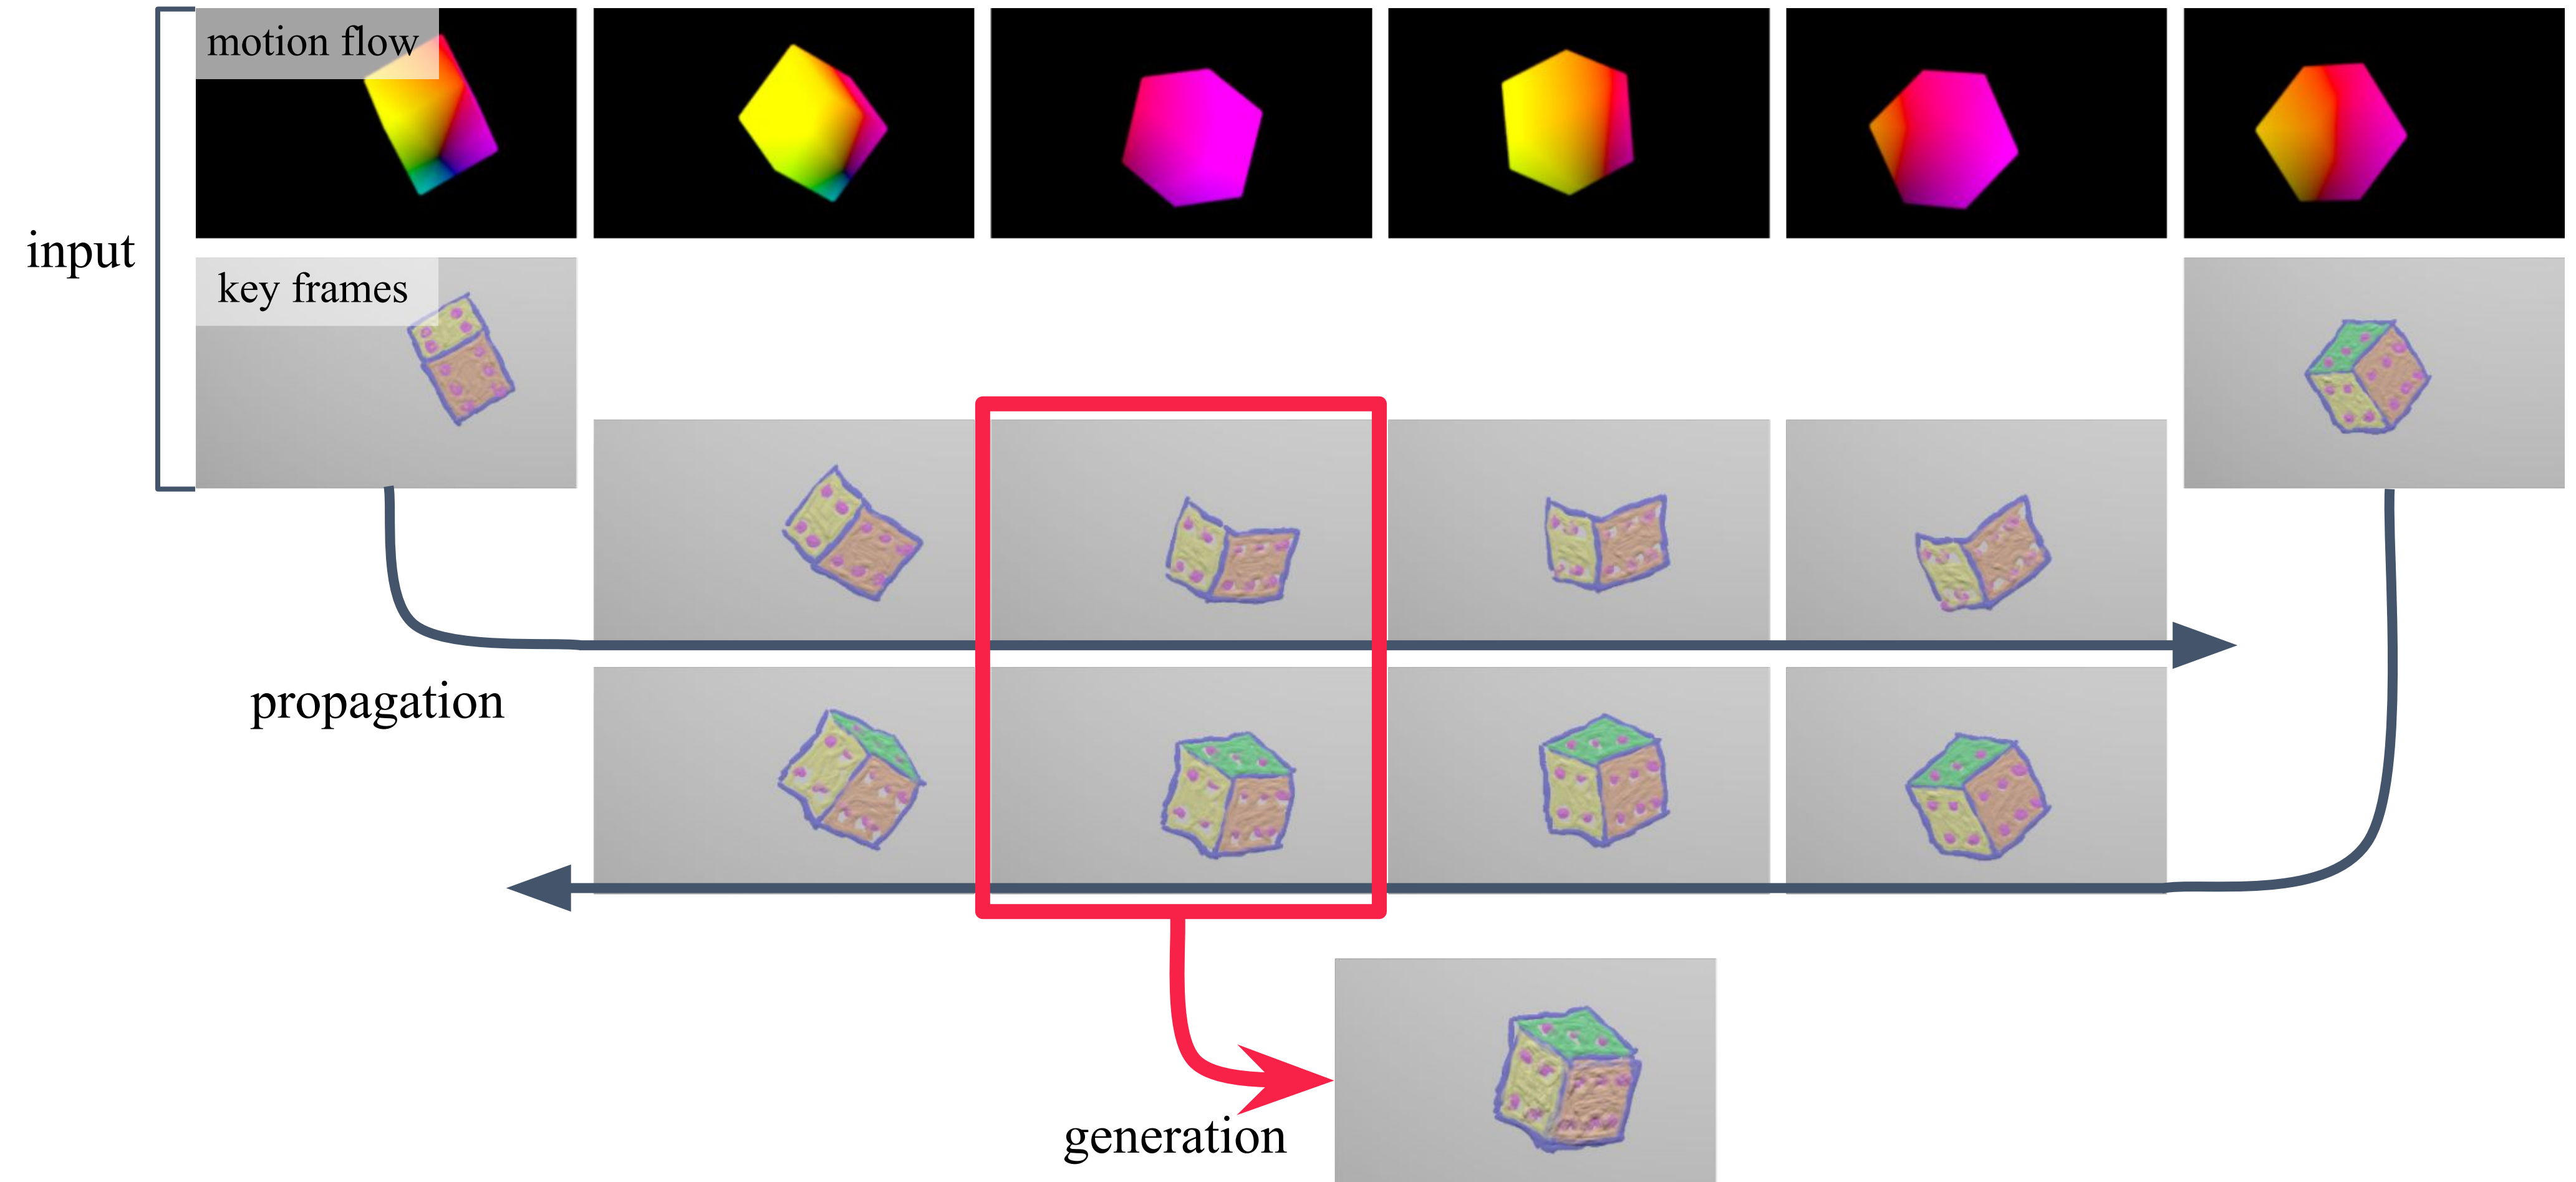 motion flow
input
key frames
propagation
generation